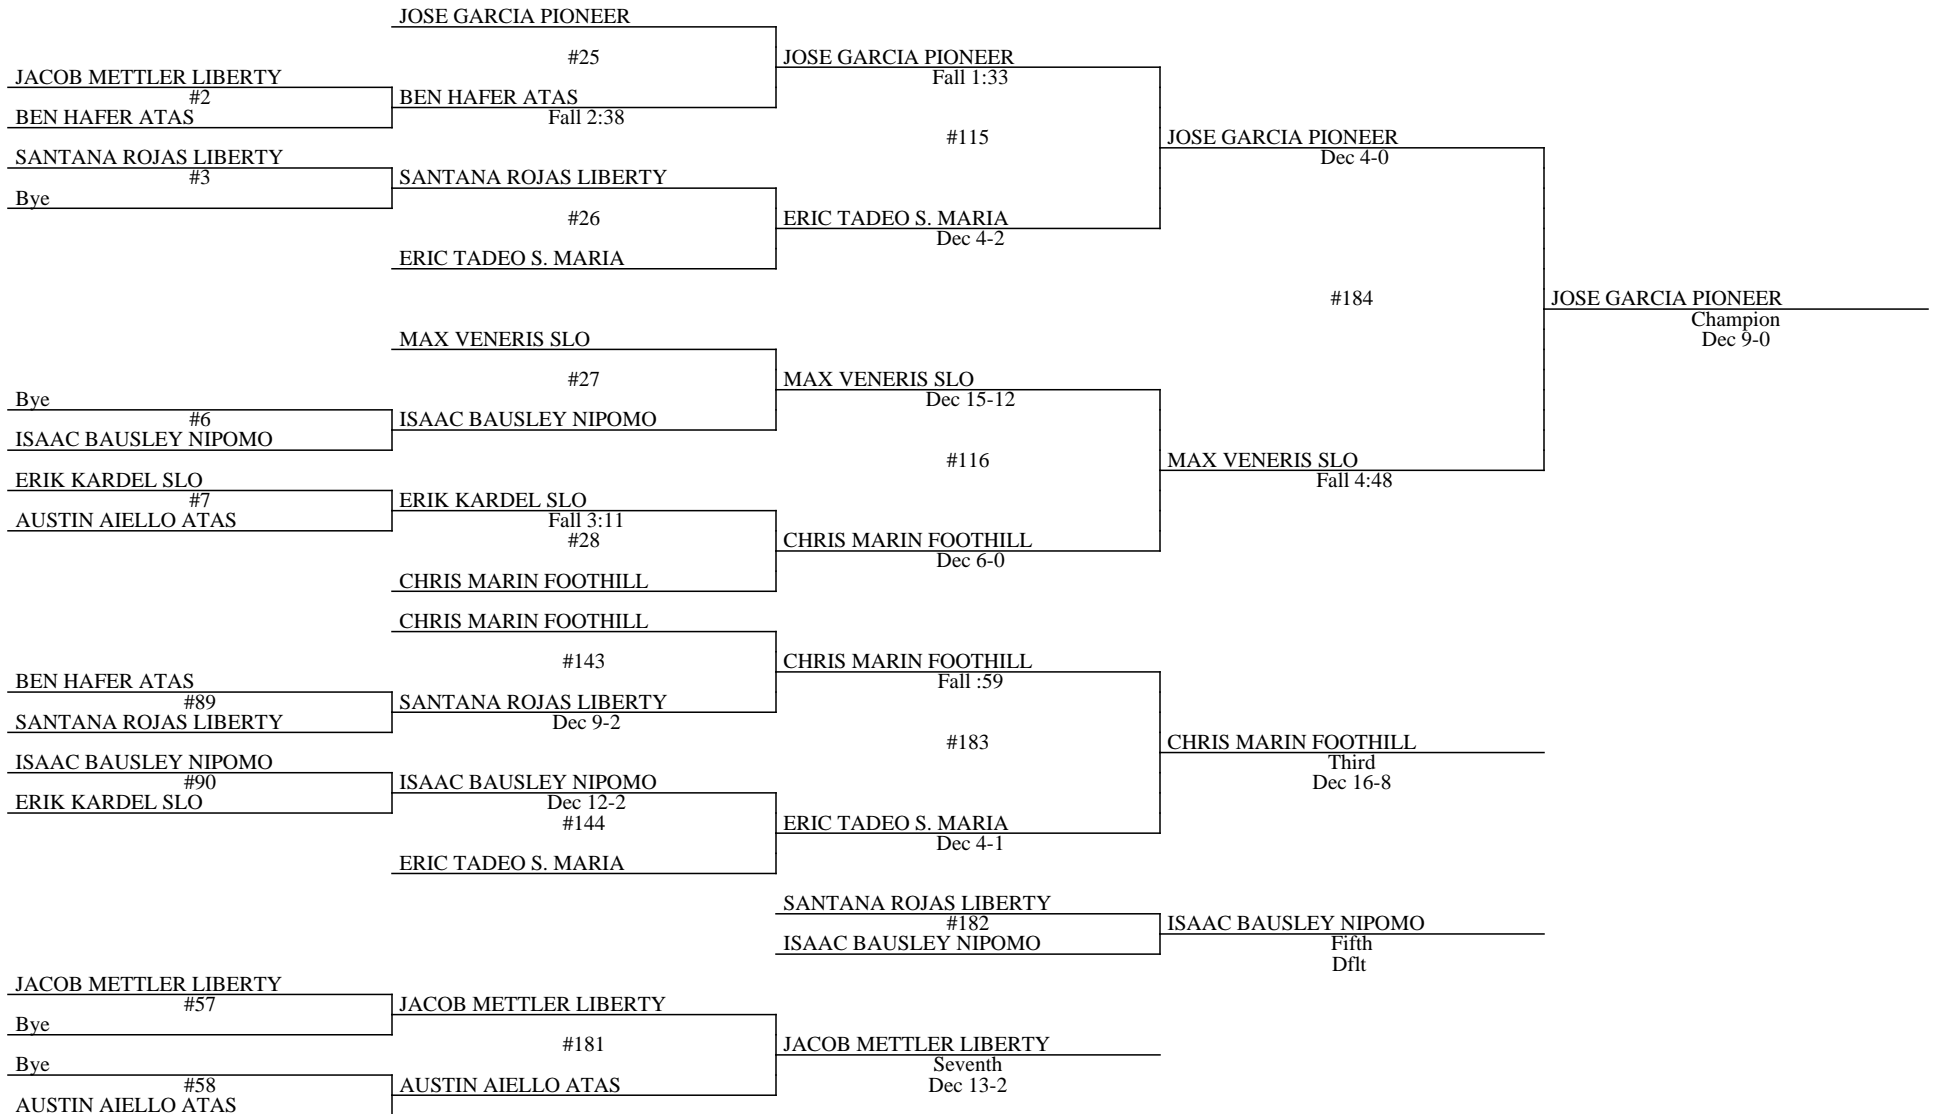 JOSE GARCIA PIONEER
#25
JOSE GARCIA PIONEER
Fall 1:33
JACOB METTLER LIBERTY
#2
BEN HAFER ATAS
BEN HAFER ATAS
Fall 2:38
#115
JOSE GARCIA PIONEER
Dec 4-0
SANTANA ROJAS LIBERTY
#3
Bye
SANTANA ROJAS LIBERTY
#26
ERIC TADEO S. MARIA
ERIC TADEO S. MARIA
Dec 4-2
#184
JOSE GARCIA PIONEER
Champion
Dec 9-0
MAX VENERIS SLO
#27
MAX VENERIS SLO
Dec 15-12
Bye
#6
ISAAC BAUSLEY NIPOMO
ISAAC BAUSLEY NIPOMO
#116
MAX VENERIS SLO
Fall 4:48
ERIK KARDEL SLO
#7
AUSTIN AIELLO ATAS
ERIK KARDEL SLO
Fall 3:11
#28
CHRIS MARIN FOOTHILL
Dec 6-0
CHRIS MARIN FOOTHILL
CHRIS MARIN FOOTHILL
#143
CHRIS MARIN FOOTHILL
Fall :59
BEN HAFER ATAS
#89
SANTANA ROJAS LIBERTY
SANTANA ROJAS LIBERTY
Dec 9-2
#183
CHRIS MARIN FOOTHILL
Third
Dec 16-8
ISAAC BAUSLEY NIPOMO
#90
ERIK KARDEL SLO
ISAAC BAUSLEY NIPOMO
Dec 12-2
#144
ERIC TADEO S. MARIA
Dec 4-1
ERIC TADEO S. MARIA
SANTANA ROJAS LIBERTY
#182
ISAAC BAUSLEY NIPOMO
ISAAC BAUSLEY NIPOMO
Fifth
Dflt
JACOB METTLER LIBERTY
#57
Bye
JACOB METTLER LIBERTY
#181
JACOB METTLER LIBERTY
Seventh
Dec 13-2
Bye
#58
AUSTIN AIELLO ATAS
AUSTIN AIELLO ATAS